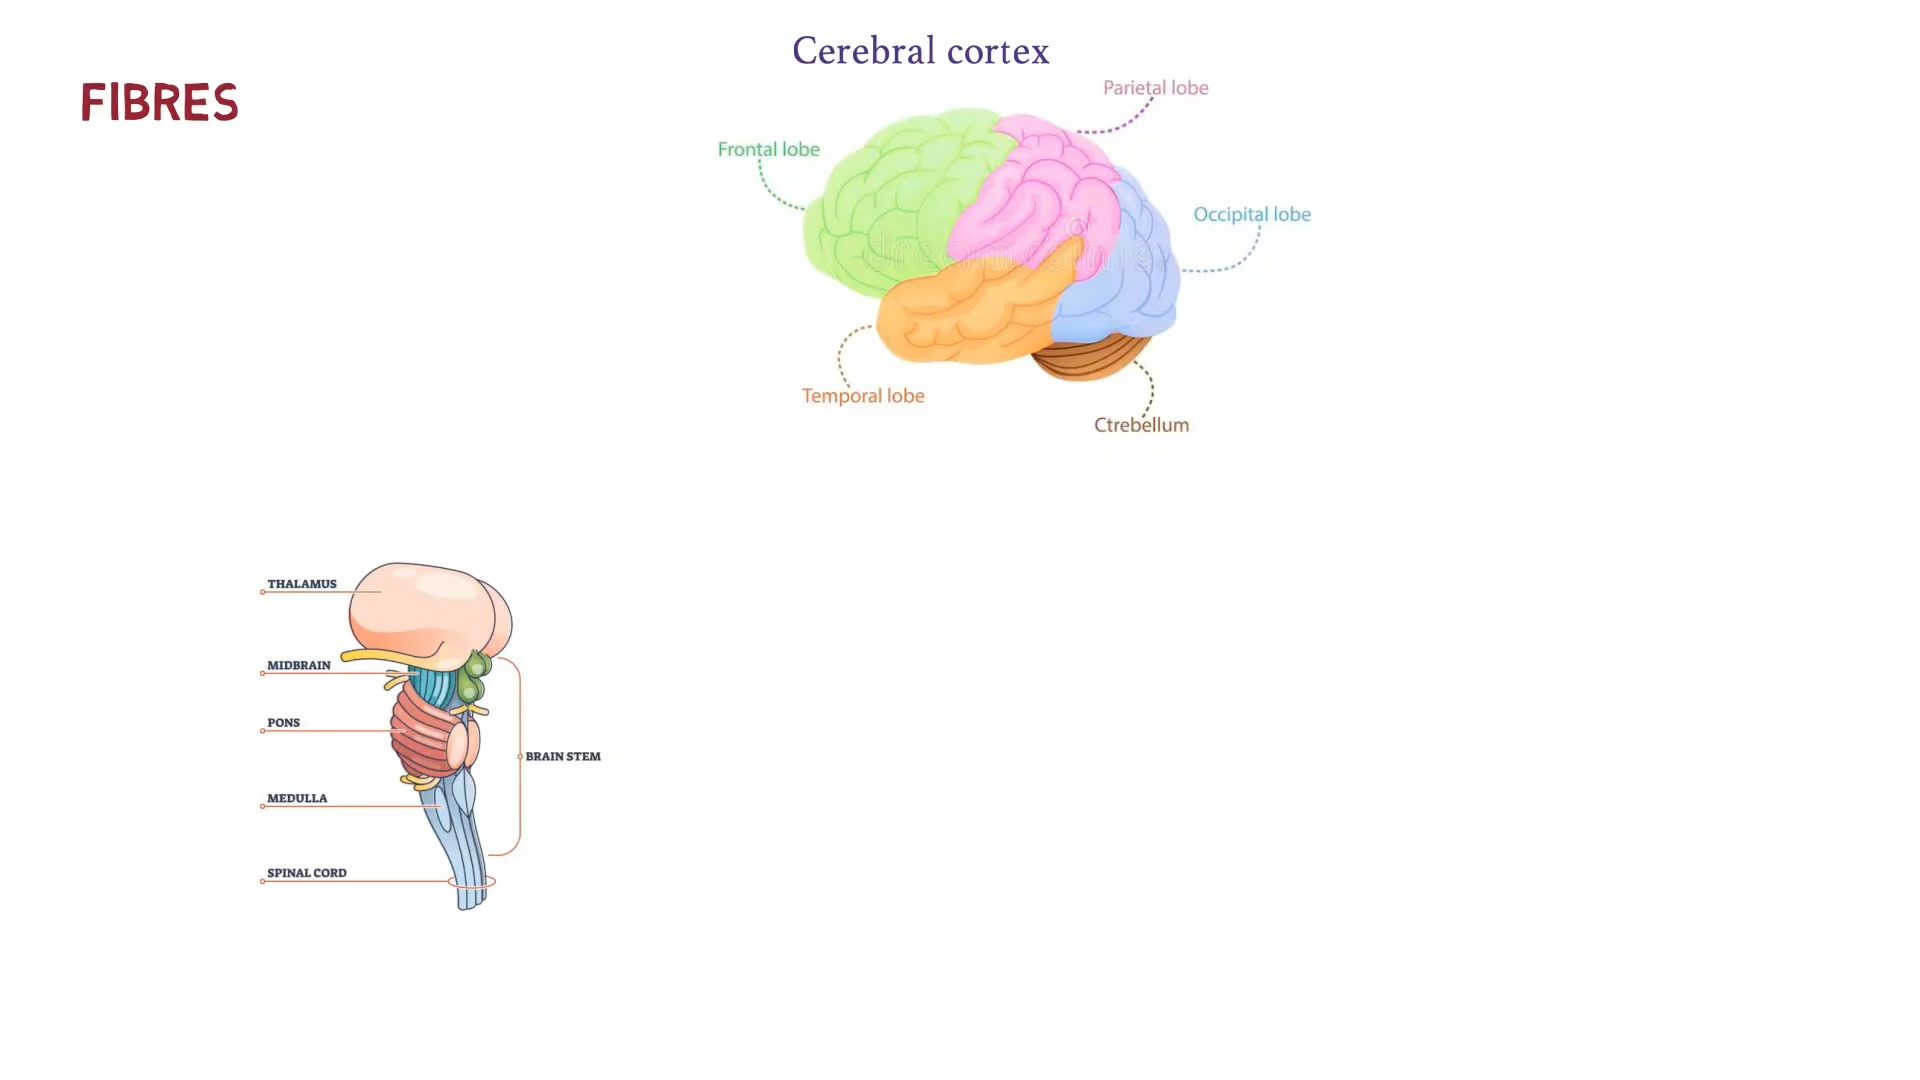 Cerebral cortex
FIBRES
Parietal lobe
Frontal lobe
Occipital lobe
dreamstime
Temporal lobe
Ctrebellum
THALAMUS
MIDBRAIN
PONS
BRAIN STEM
MEDULLA
SPINAL CORD